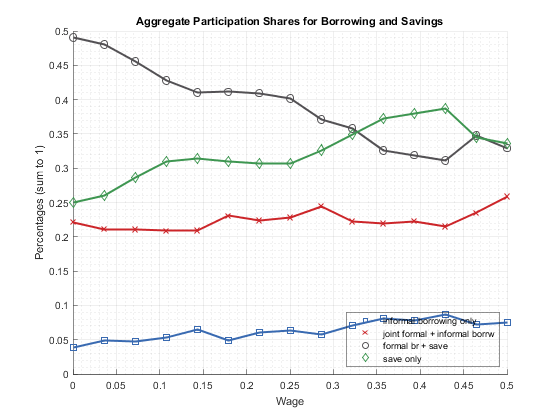 Aggregate Participation Shares for Borrowing and Savings
0.5
0.45
0.4
0.35
0.3
0.25
0.2
0.15
0.1
0.05
0
Percentages (sum to 1)
informal borrowing only
joint formal + informal borrw
formal br + save
save only
0 0.05 0.1 0.15 0.2 0.25 0.3 0.35 0.4 0.45 0.5
Wage